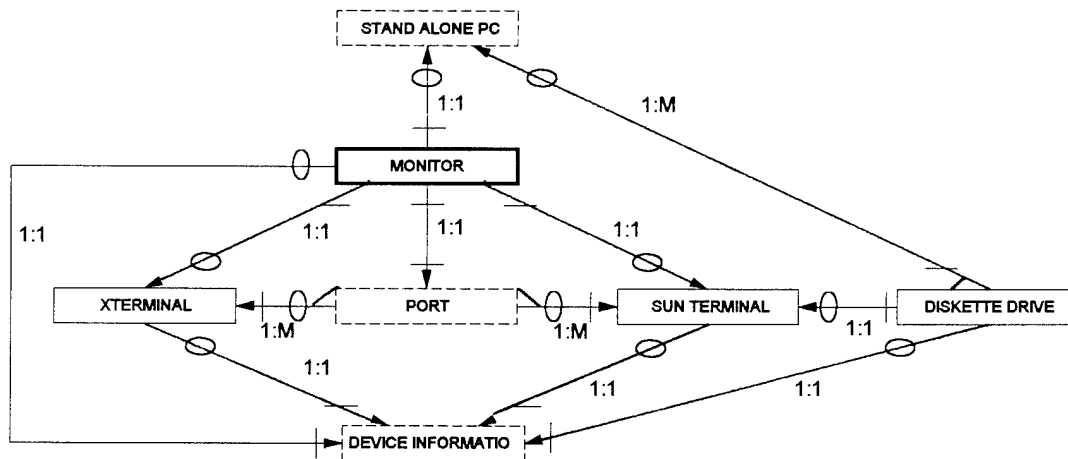 STAND ALONE PC
1:1
1:M
MONITOR
1:1
1:1
1:1
1:1
XTERMINAL
PORT
SUN TERMINAL
DISKETTE DRIVE
1:M
1:M
1:1
1:1
1:1
1:1
DEVICE INFORMATIO